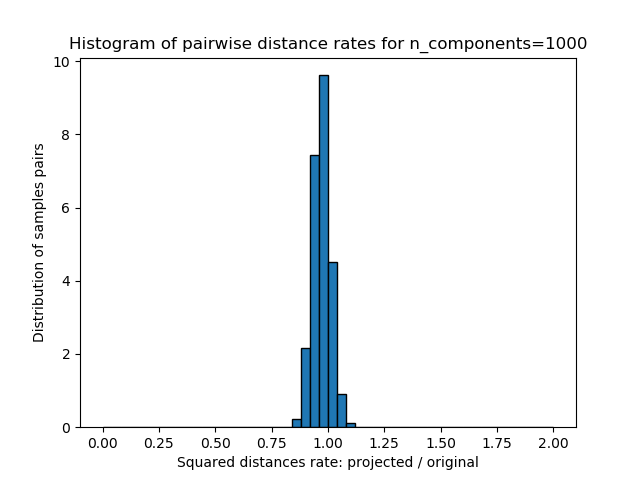 Histogram of pairwise distance rates for n_components=1000
10
8
6
4
2
0
Distribution of samples pairs
0.00 0.25 0.50 0.75 1.00 1.25 1.50 1.75 2.00
Squared distances rate: projected / original